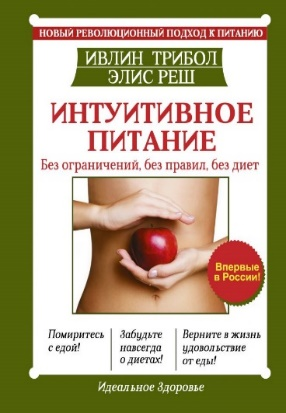 НОВЫЙ РЕВОЛЮЦИОННЫЙ ПОДХОД К ПИТАНИЮ
ИВЛИН ТРИБОЛ
ЭЛИС РЕШ
ИНТУИТИВНОЕ
ПИТАНИЕ
Без ограничений, без правил, без диет
Впервые
в России!
Помиритесь
с едой!
Забудьте
навсегда
о диетах!
Верните в жизнь
удовольствие
от еды!
Идеальное Здоровье